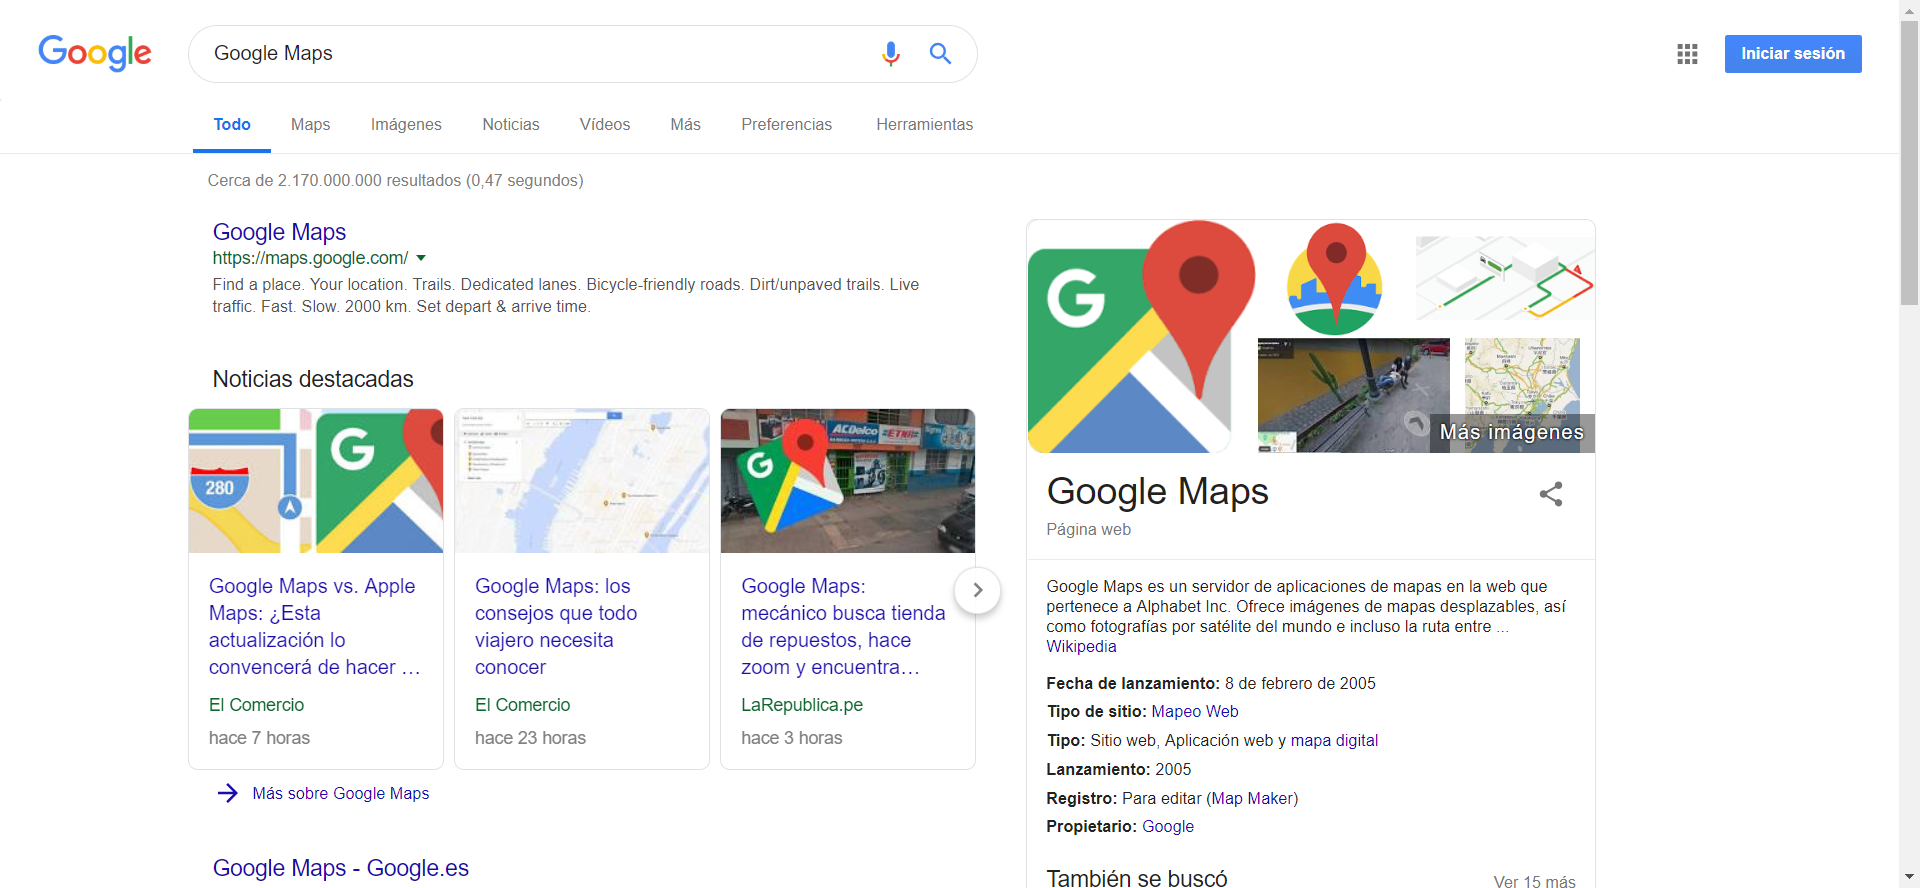 Google
Google Maps
Iniciar sesión
Todo
Maps
Imágenes
Noticias
Vídeos
Más
Preferencias
Herramientas
Cerca de 2.170.000.000 resultados (0,47 segundos)
Google Maps
https://maps.google.com/
Find a place. Your location. Trails. Dedicated lanes. Bicycle-friendly roads. Dirt/unpaved trails. Live
traffic. Fast. Slow. 2000 km. Set depart & arrive time.
Noticias destacadas
280
G
Google Maps vs. Apple
Maps: ¿Esta
actualización lo
convencerá de hacer ...
El Comercio
hace 7 horas
Google Maps: los
consejos que todo
viajero necesita
conocer
El Comercio
hace 23 horas
ACDelco
ETNA
G
Google Maps:
mecánico busca tienda
de repuestos, hace
zoom y encuentra...
LaRepublica.pe
hace 3 horas
Más sobre Google Maps
Google Maps - Google.es
G
Más imágenes
Google Maps
Página web
Google Maps es un servidor de aplicaciones de mapas en la web que
pertenece a Alphabet Inc. Ofrece imágenes de mapas desplazables, así
como fotografías por satélite del mundo e incluso la ruta entre ...
Wikipedia
Fecha de lanzamiento: 8 de febrero de 2005
Tipo de sitio: Mapeo Web
Tipo: Sitio web, Aplicación web y mapa digital
Lanzamiento: 2005
Registro: Para editar (Map Maker)
Propietario: Google
También se buscó
Ver 15 más